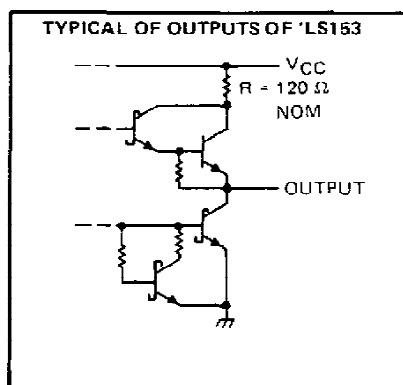 TYPICAL OF OUTPUTS OF 'LS153
VCC
R = 120 Ω
NOM
OUTPUT